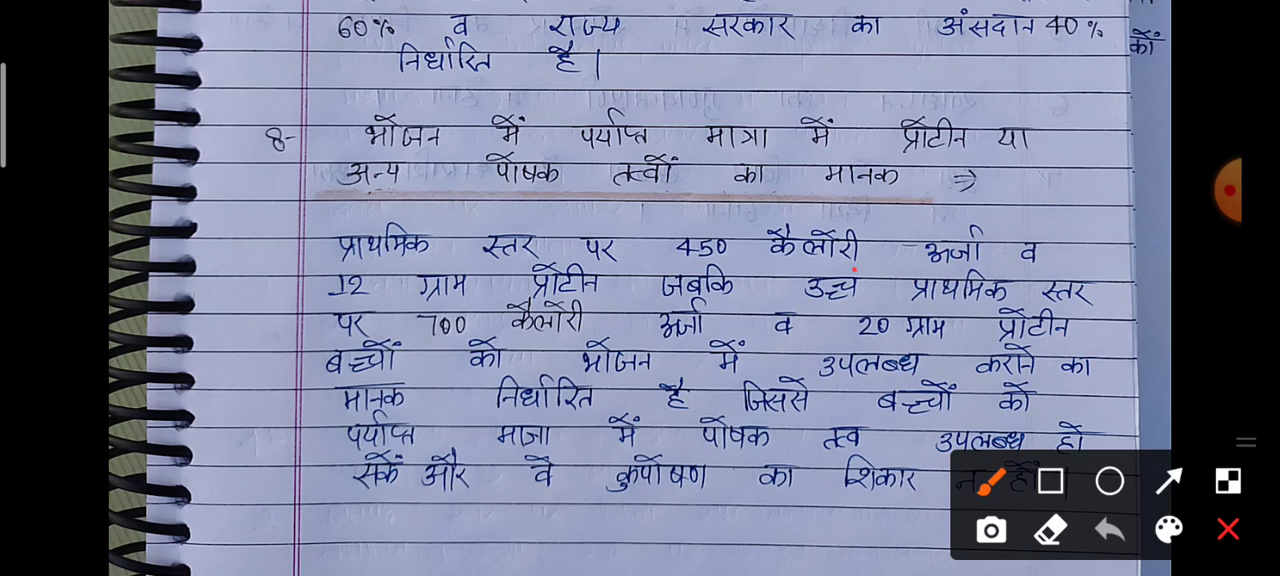 60% व राज्य सरकार का अंसदान 40%
निर्धारित है।
को
8- भोजन में पर्याप्त मात्रा में प्रोटीन या
अन्य पोषक तत्वों का मानक ⇒
प्राथमिक स्तर पर 450 कैलोरी ऊर्जा व
12 ग्राम प्रोटीन जबकि उच्च प्राथमिक स्तर
पर 700 कैलोरी ऊर्जा व 20 ग्राम प्रोटीन
बच्चों को भोजन में उपलब्ध कराने का
मानक निर्धारित है जिससे बच्चों को
पर्याप्त मात्रा में पोषक तत्व उपलब्ध हो
सकें और वे कुपोषण का शिकार न हों।